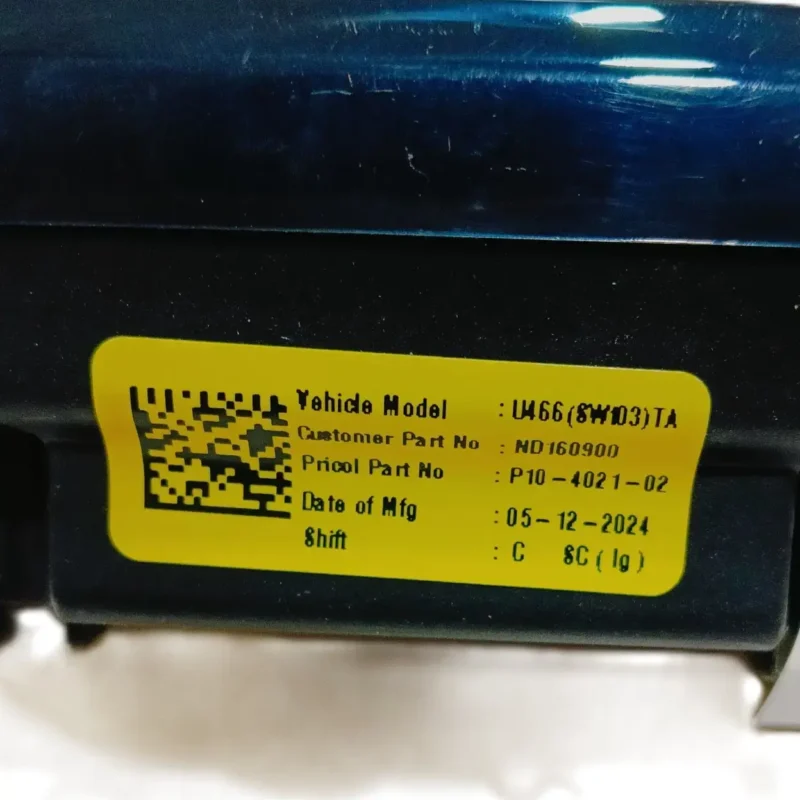 Vehicle Model : U466(SW103)TA
Customer Part No : ND160900
Pricol Part No : P10-4021-02
Date of Mfg : 05-12-2024
Shift : C SC(Ig)